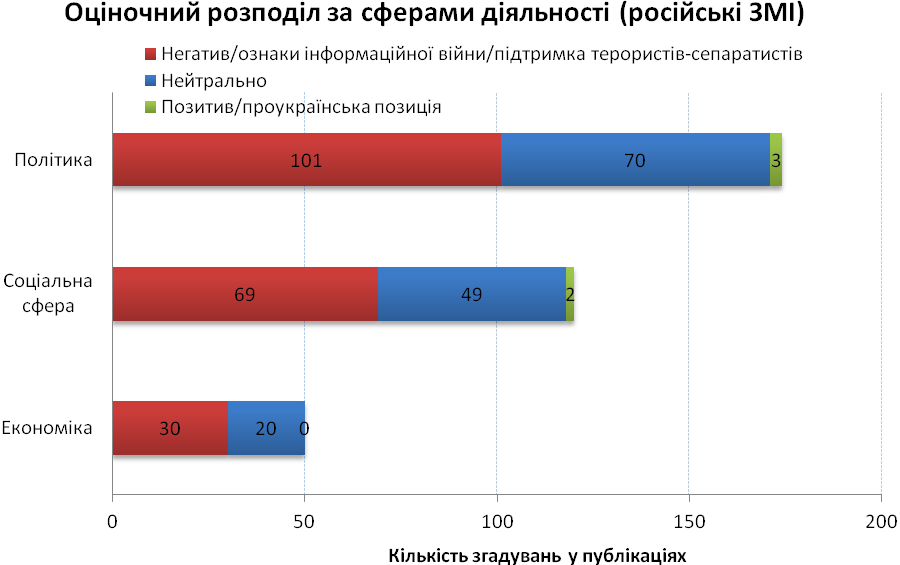 Оціночний розподіл за сферами діяльності (російські ЗМІ)
Негатив/ознаки інформаційної війни/підтримка терористів-сепаратистів
Нейтрально
Позитив/проукраїнська позиція
Політика
101
70
3
Соціальна
сфера
69
49
2
Економіка
30
20
0
0
50
100
150
200
Кількість згадувань у публікаціях